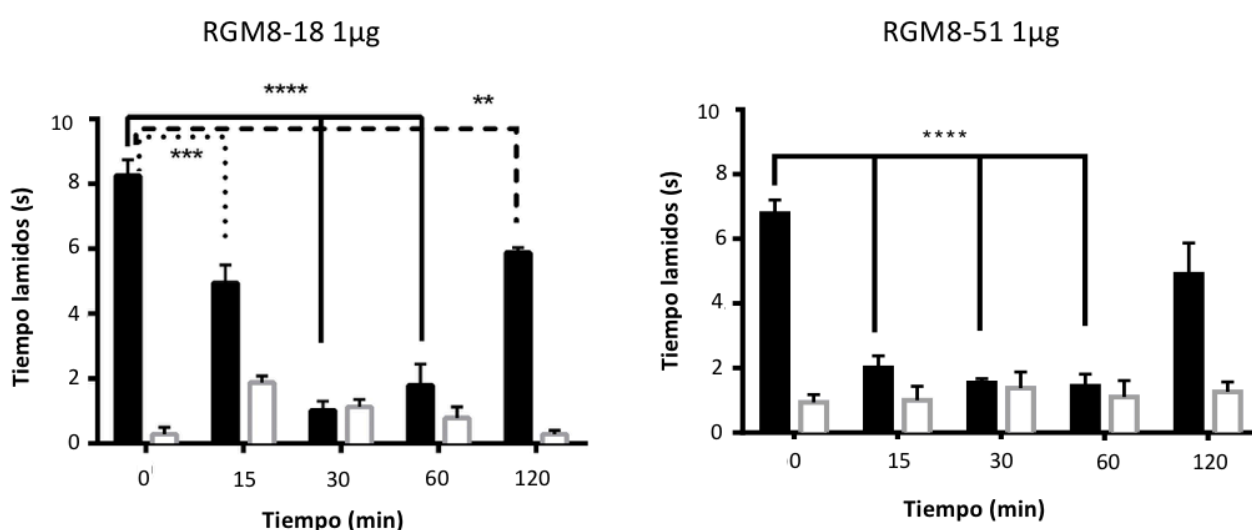 RGM8-18 1µg
****
**
***
10
8
6
4
2
0
Tiempo lamidos (s)
0 15 30 60 120
Tiempo (min)
RGM8-51 1µg
****
10
8
6
4
2
0
Tiempo lamidos (s)
0 15 30 60 120
Tiempo (min)